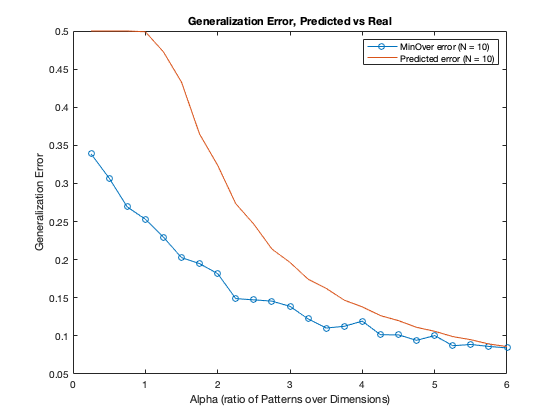 Generalization Error, Predicted vs Real
MinOver error (N = 10)
Predicted error (N = 10)
Generalization Error
0.5
0.45
0.4
0.35
0.3
0.25
0.2
0.15
0.1
0.05
0 1 2 3 4 5 6
Alpha (ratio of Patterns over Dimensions)